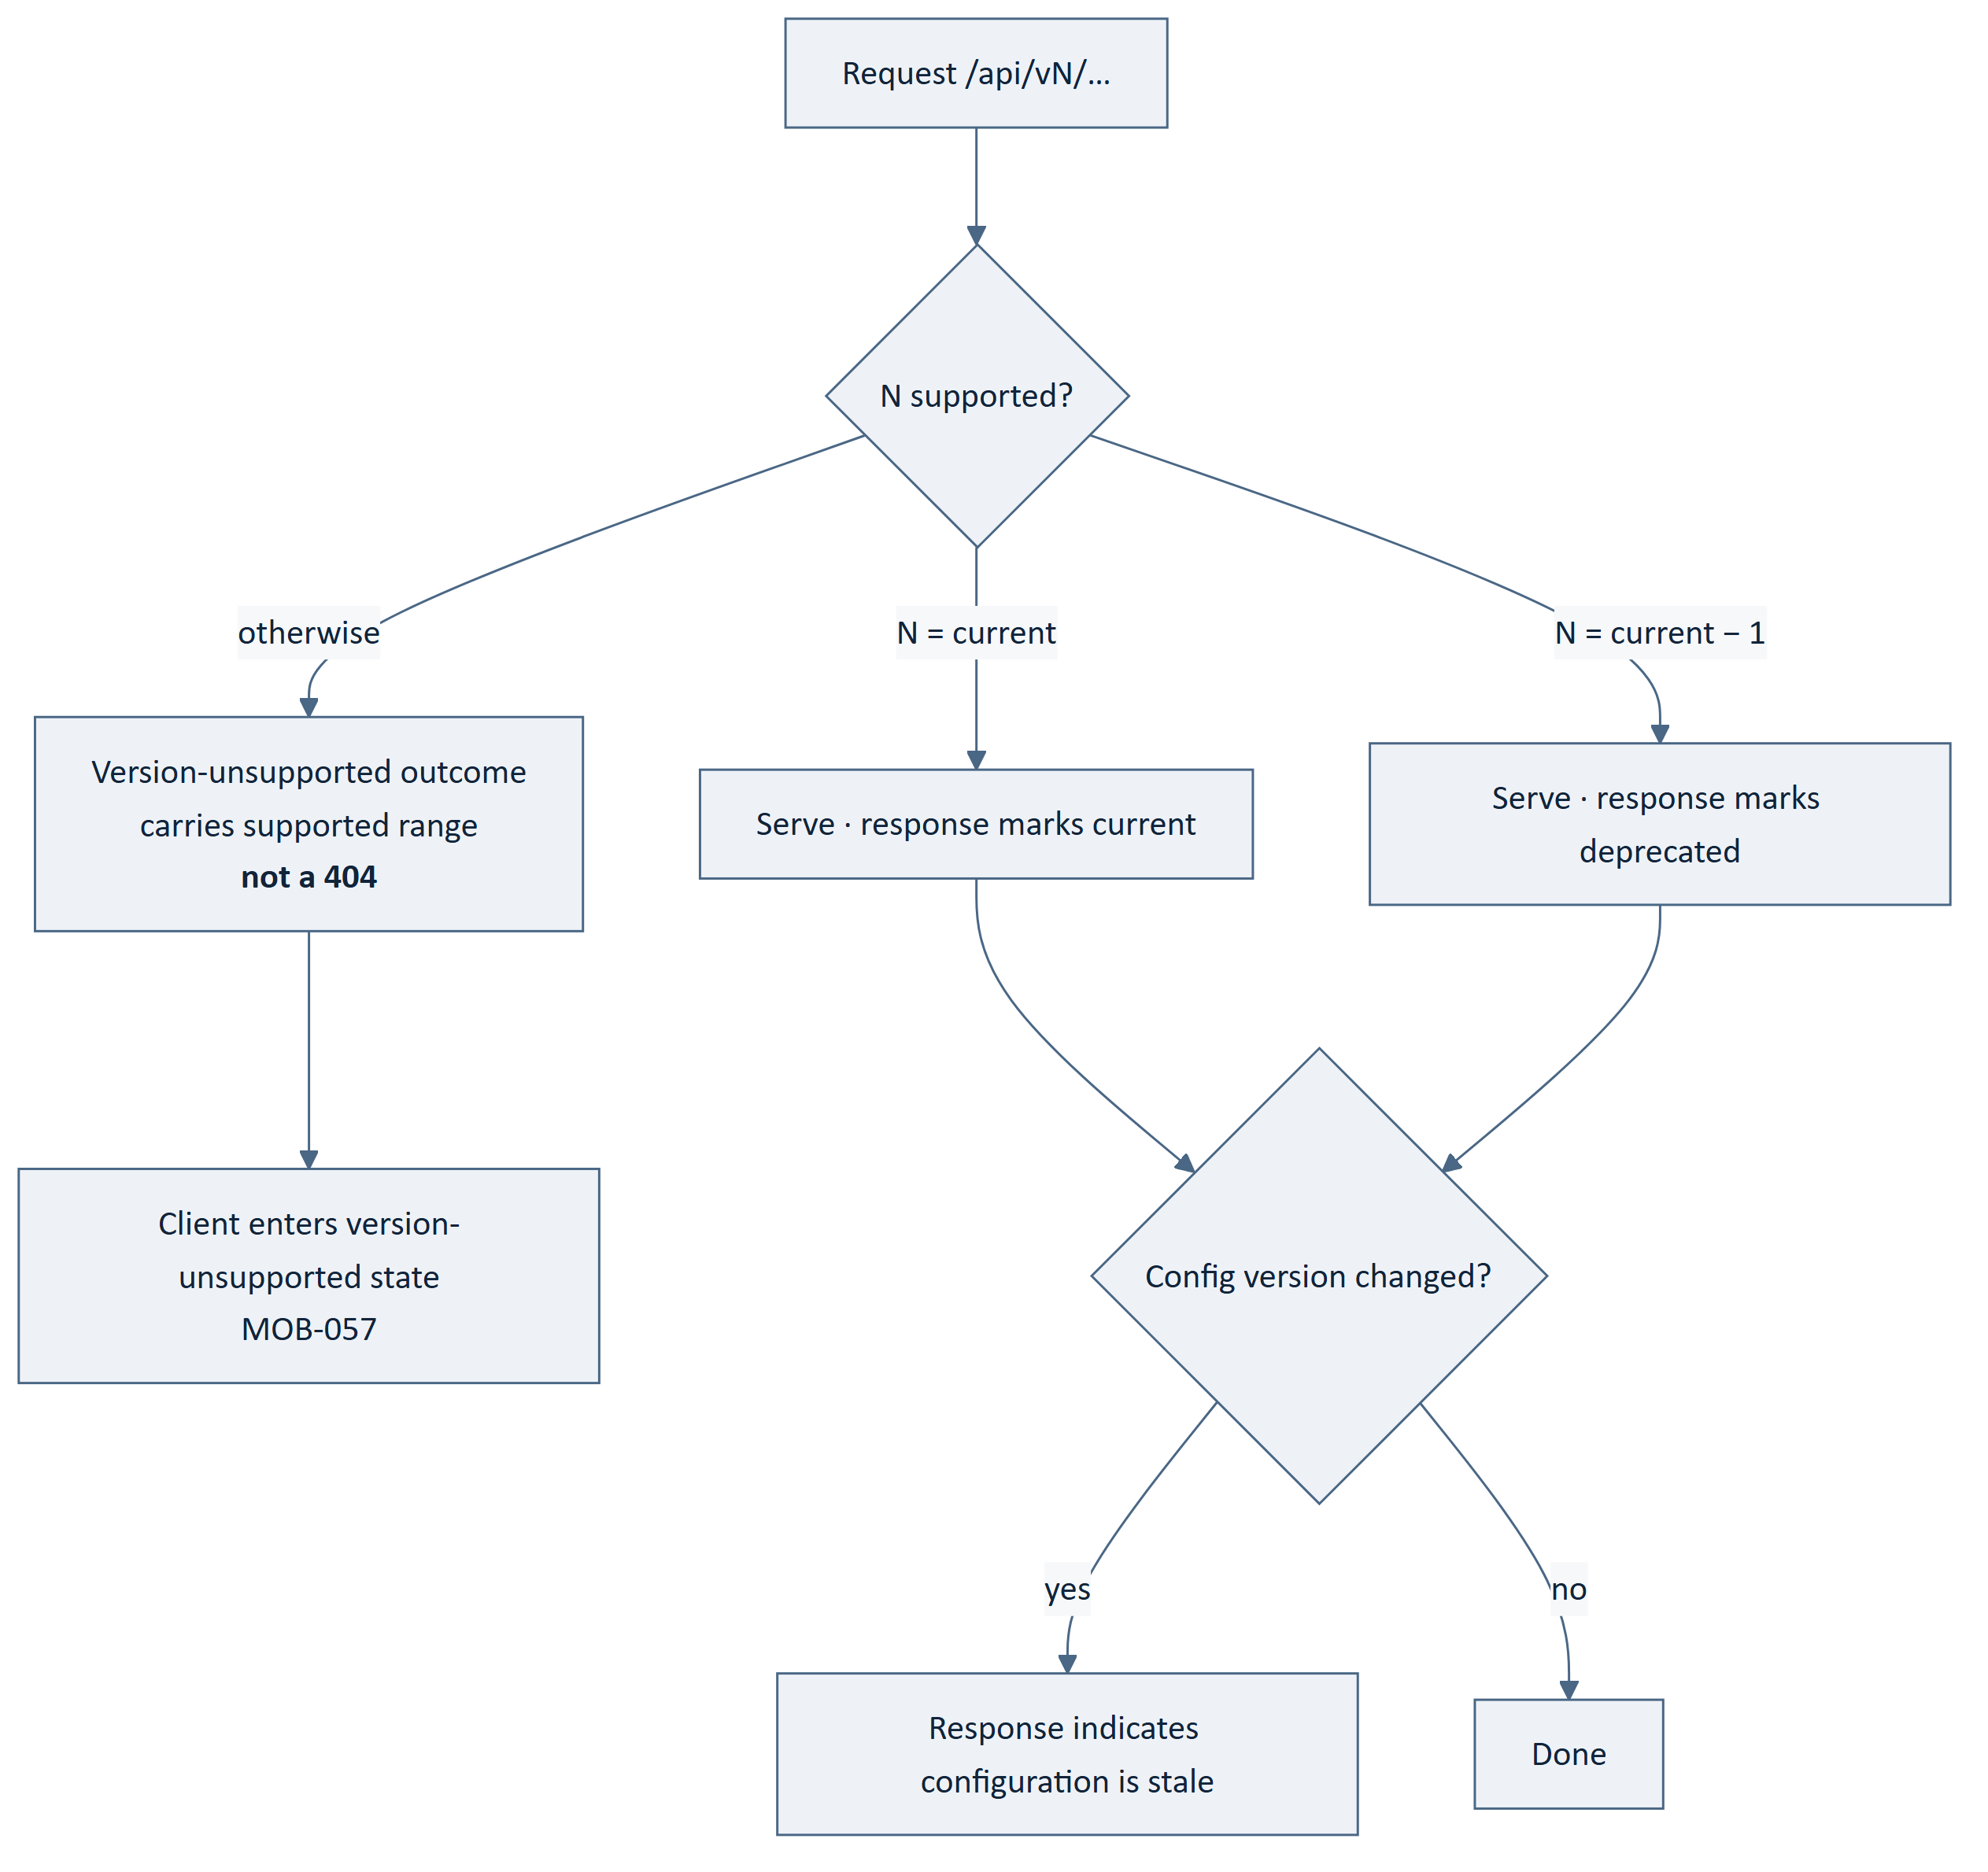 Request /api/vN/...
N supported?
otherwise
N = current
N = current − 1
Version-unsupported outcome
carries supported range
not a 404
Serve · response marks current
Serve · response marks
deprecated
Client enters version-
unsupported state
MOB-057
Config version changed?
yes
no
Response indicates
configuration is stale
Done